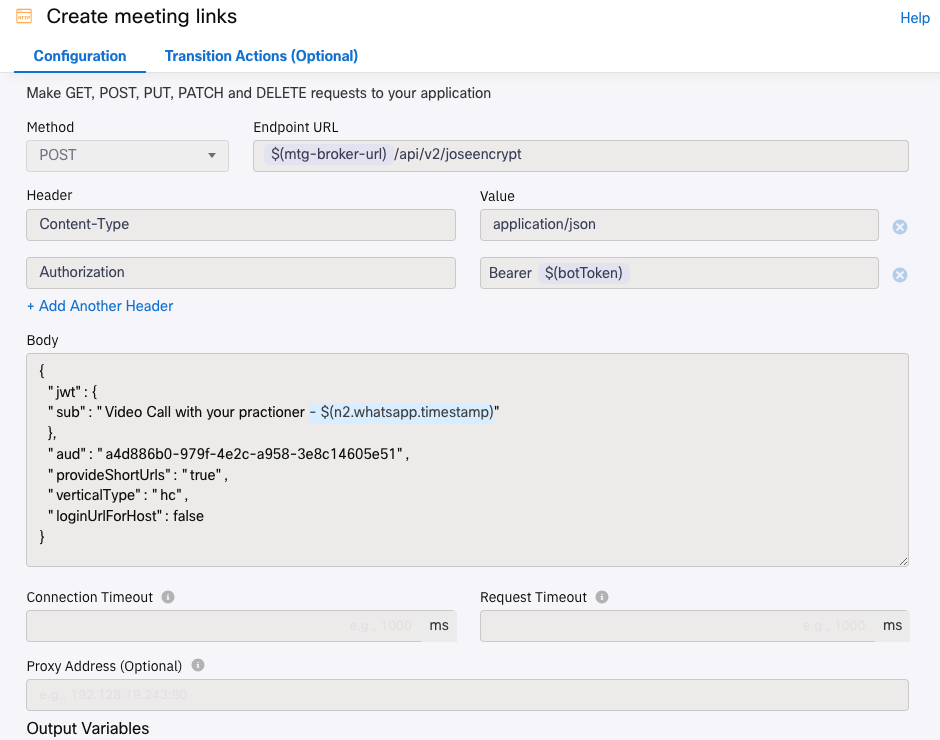 HTTP
Create meeting links
Help
Configuration
Transition Actions (Optional)
Make GET, POST, PUT, PATCH and DELETE requests to your application
Method
Endpoint URL
POST
$(mtg-broker-url) /api/v2/joseencrypt
Header
Value
Content-Type
application/json
Authorization
Bearer $(botToken)
+ Add Another Header
Body
{
"jwt" : {
"sub" : "Video Call with your practioner - $(n2.whatsapp.timestamp)"
},
"aud" : "a4d886b0-979f-4e2c-a958-3e8c14605e51" ,
"provideShortUrls" : "true" ,
"verticalType" : "hc" ,
"loginUrlForHost" : false
}
Connection Timeout
Request Timeout
e.g., 1000 ms
e.g., 1000 ms
Proxy Address (Optional)
e.g., 192.128.19.243:80
Output Variables